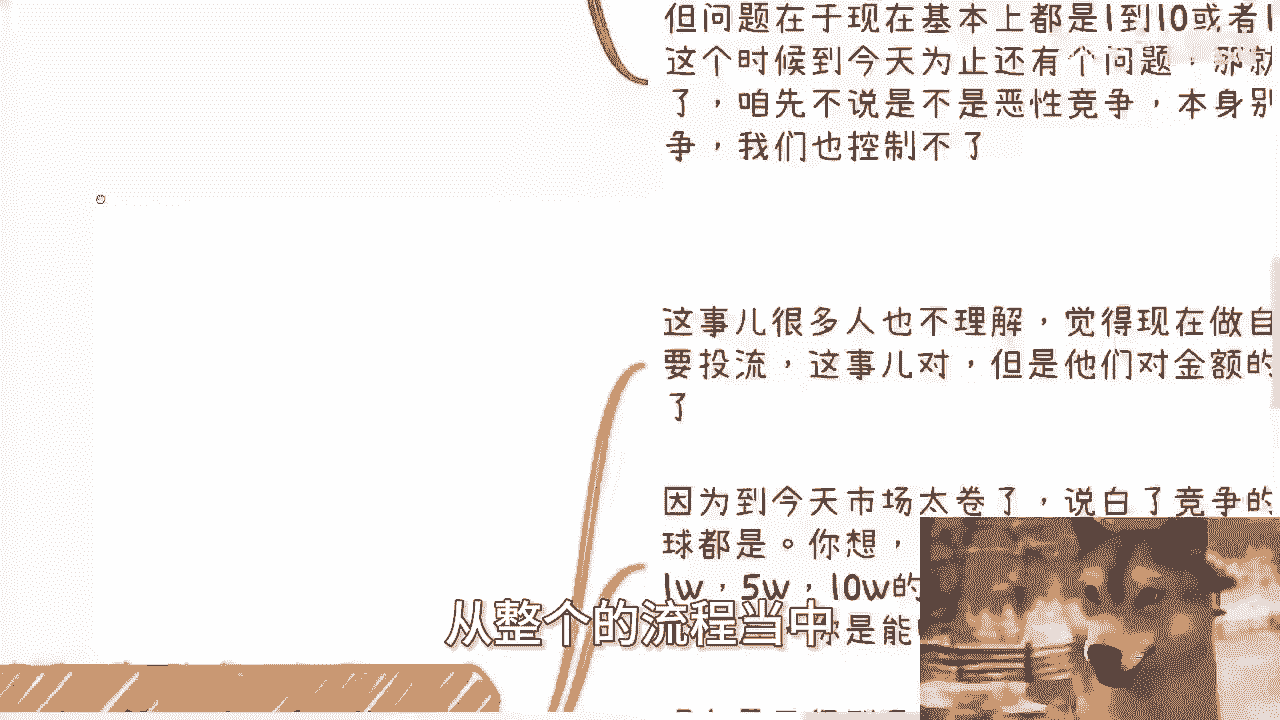 但问题在于现在基本上都是1到10或者1
这个时候到今天为止还有个问题，那就
了，咱先不说是不是恶性竞争，本身别
争，我们也控制不了
这事儿很多人也不理解，觉得现在做自
要投流，这事儿对，但是他们对金额的
了
因为到今天市场太卷了，说白了竞争的
球都是。你想，
1w，5w，10w的
你是能
从整个的流程当中